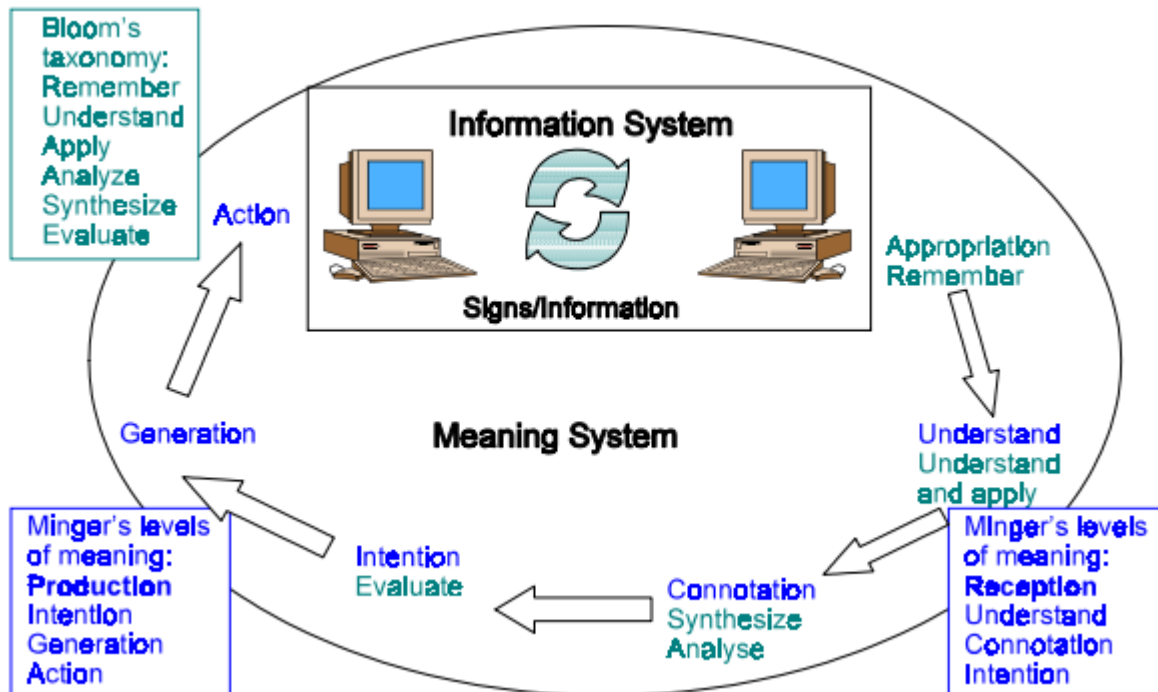 Bloom's
taxonomy:
Remember
Understand
Apply
Analyze
Synthesize
Evaluate
Information System
Signs/Information
Action
Appropriation
Remember
Generation
Meaning System
Understand
Understand
and apply
Intention
Evaluate
Connotation
Synthesize
Analyse
Minger's levels
of meaning:
Production
Intention
Generation
Action
MInger's levels
of meaning:
Reception
Understand
Connotation
Intention